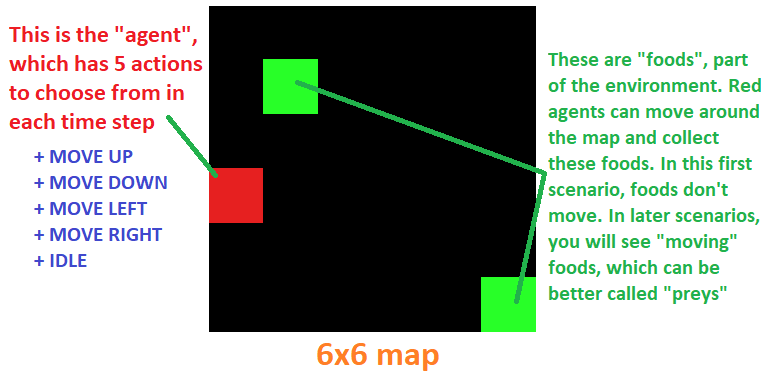 This is the "agent",
which has 5 actions
to choose from in
each time step
+ MOVE UP
+ MOVE DOWN
+ MOVE LEFT
+ MOVE RIGHT
+ IDLE
These are "foods", part
of the environment. Red
agents can move around
the map and collect
these foods. In this first
scenario, foods don't
move. In later scenarios,
you will see "moving"
foods, which can be
better called "preys"
6x6 map